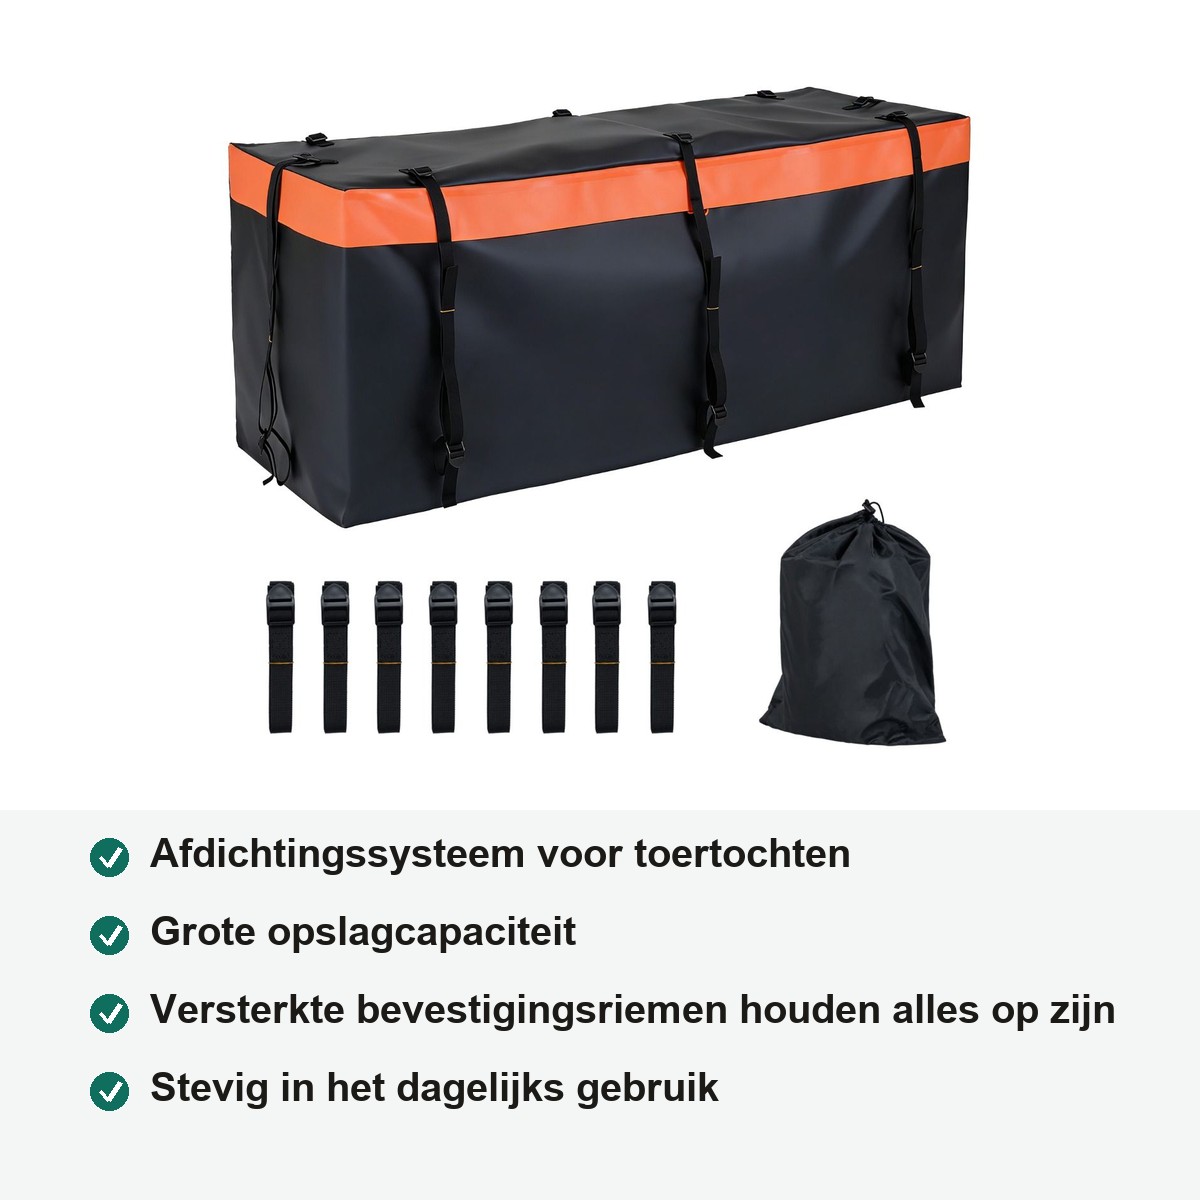 Afdichtingssysteem voor toertochten
Grote opslagcapaciteit
Versterkte bevestigingsriemen houden alles op zijn
Stevig in het dagelijks gebruik